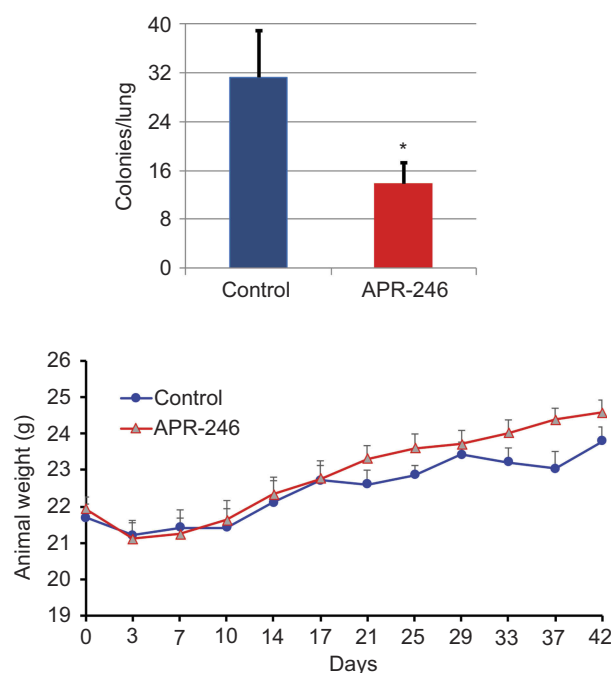 40
32
24
16
8
0
Colonies/lung
*
Control APR-246
26
25
24
23
22
21
20
19
Animal weight (g)
Control
APR-246
0 3 7 10 14 17 21 25 29 33 37 42
Days